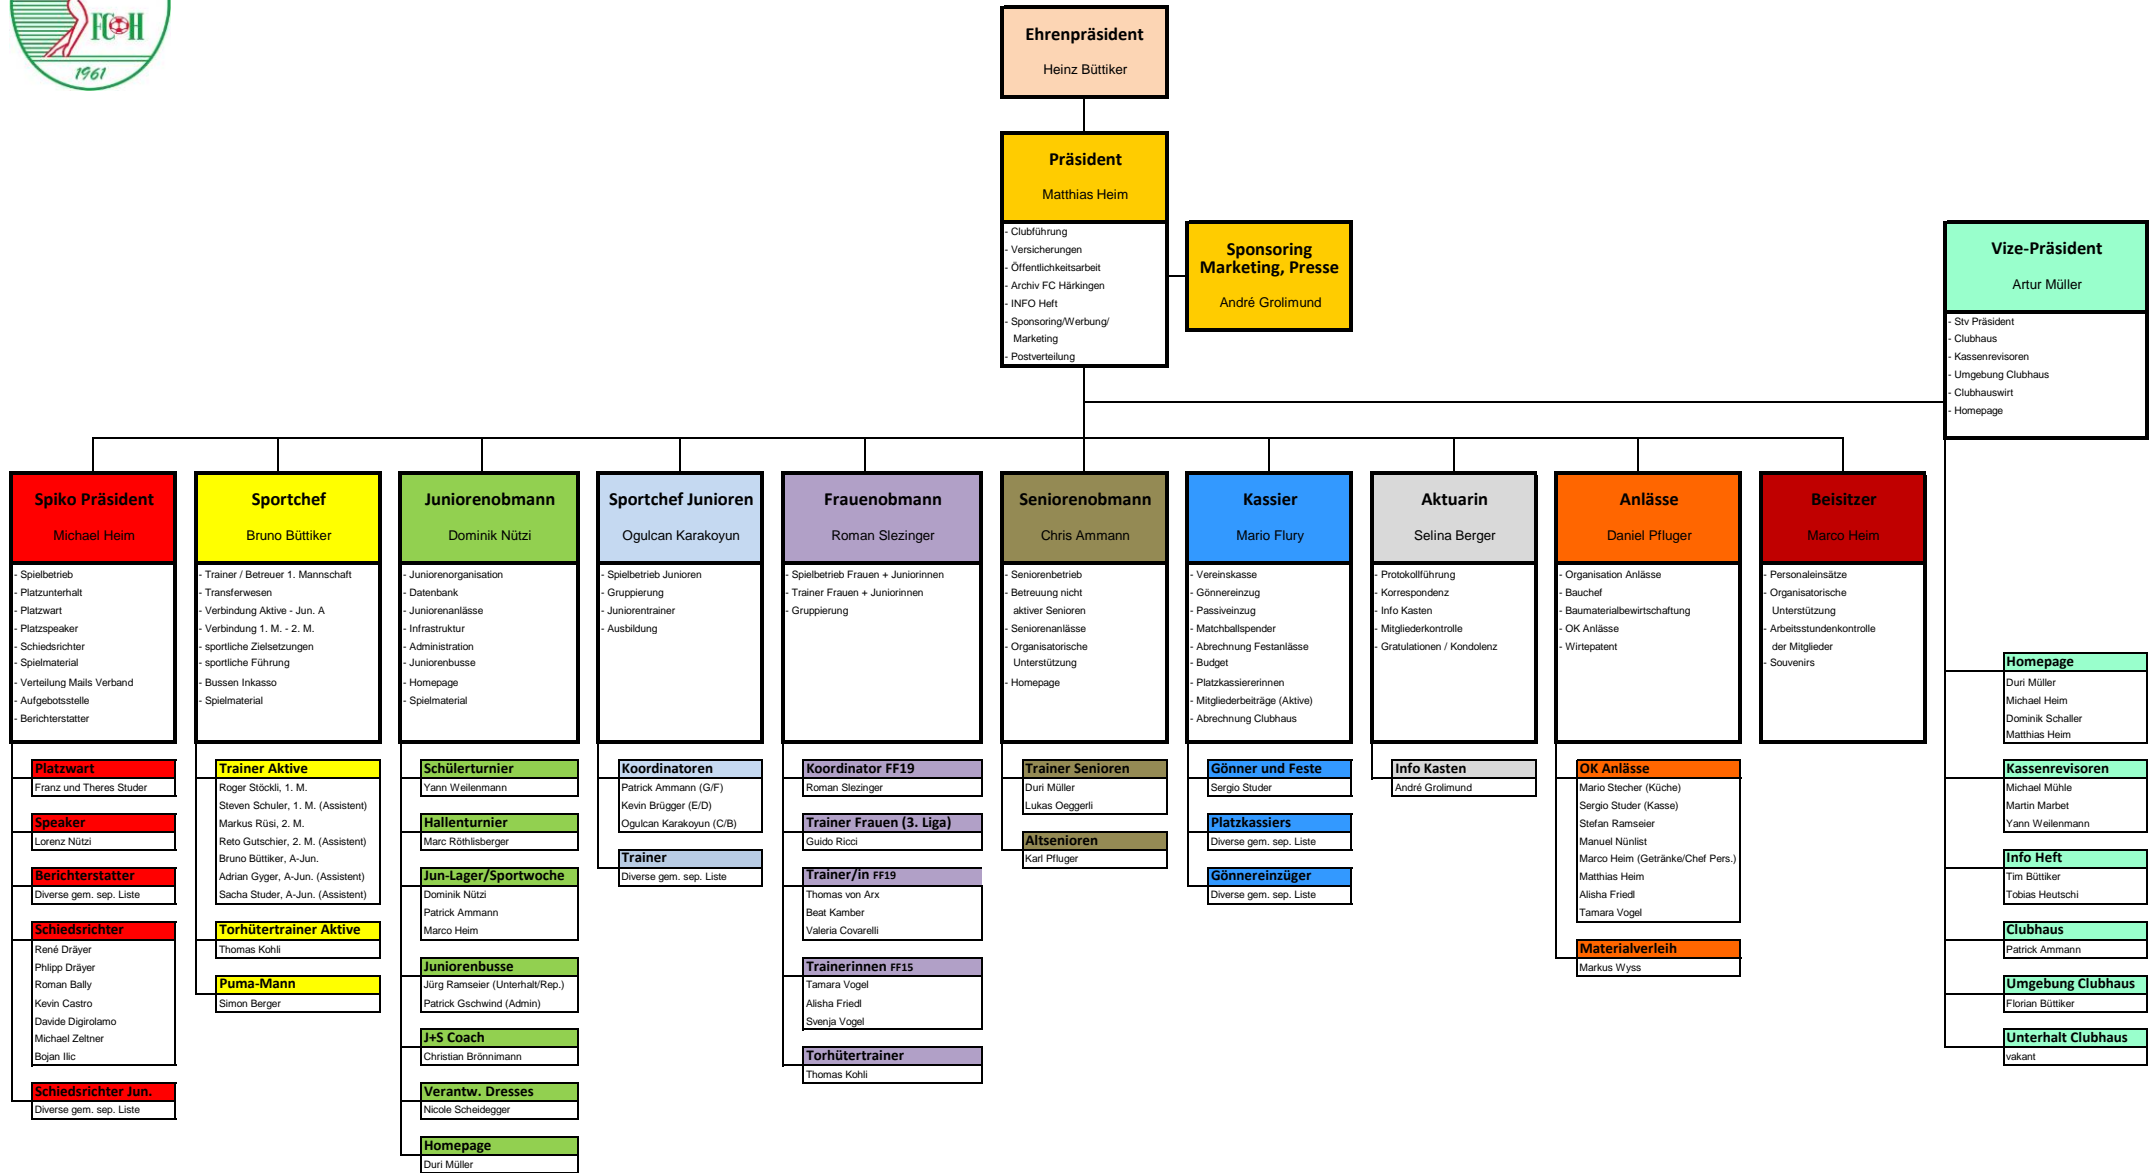 FC H
1961
Ehrenpräsident
Heinz Büttiker
Präsident
Matthias Heim
- Clubführung
- Versicherungen
- Öffentlichkeitsarbeit
- Archiv FC Härkingen
- INFO Heft
- Sponsoring/Werbung/
Marketing
- Postverteilung
Sponsoring
Marketing, Presse
André Grolimund
Vize-Präsident
Artur Müller
- Stv Präsident
- Clubhaus
- Kassenrevisoren
- Umgebung Clubhaus
- Clubhauswirt
- Homepage
Spiko Präsident
Michael Heim
- Spielbetrieb
- Platzunterhalt
- Platzwart
- Platzspeaker
- Schiedsrichter
- Spielmaterial
- Verteilung Mails Verband
- Aufgebotsstelle
- Berichterstatter
Platzwart
Franz und Theres Studer
Speaker
Lorenz Nützi
Berichterstatter
Diverse gem. sep. Liste
Schiedsrichter
René Dräyer
Phlipp Dräyer
Roman Bally
Kevin Castro
Davide Digirolamo
Michael Zeltner
Bojan Ilic
Schiedsrichter Jun.
Diverse gem. sep. Liste
Sportchef
Bruno Büttiker
- Trainer / Betreuer 1. Mannschaft
- Transferwesen
- Verbindung Aktive - Jun. A
- Verbindung 1. M. - 2. M.
- sportliche Zielsetzungen
- sportliche Führung
- Bussen Inkasso
- Spielmaterial
Trainer Aktive
Roger Stöckli, 1. M.
Steven Schuler, 1. M. (Assistent)
Markus Rüsi, 2. M.
Reto Gutschier, 2. M. (Assistent)
Bruno Büttiker, A-Jun.
Adrian Gyger, A-Jun. (Assistent)
Sacha Studer, A-Jun. (Assistent)
Torhütertrainer Aktive
Thomas Kohli
Puma-Mann
Simon Berger
Juniorenobmann
Dominik Nützi
- Juniorenorganisation
- Datenbank
- Juniorenanlässe
- Infrastruktur
- Administration
- Juniorenbusse
- Homepage
- Spielmaterial
Schülerturnier
Yann Weilenmann
Hallenturnier
Marc Röthlisberger
Jun-Lager/Sportwoche
Dominik Nützi
Patrick Ammann
Marco Heim
Juniorenbusse
Jürg Ramseier (Unterhalt/Rep.)
Patrick Gschwind (Admin)
J+S Coach
Christian Brönnimann
Verantw. Dresses
Nicole Scheidegger
Homepage
Duri Müller
Sportchef Junioren
Ogulcan Karakoyun
- Spielbetrieb Junioren
- Gruppierung
- Juniorentrainer
- Ausbildung
Koordinatoren
Patrick Ammann (G/F)
Kevin Brügger (E/D)
Ogulcan Karakoyun (C/B)
Trainer
Diverse gem. sep. Liste
Frauenobmann
Roman Slezinger
- Spielbetrieb Frauen + Juniorinnen
- Trainer Frauen + Juniorinnen
- Gruppierung
Koordinator FF19
Roman Slezinger
Trainer Frauen (3. Liga)
Guido Ricci
Trainer/in FF19
Thomas von Arx
Beat Kamber
Valeria Covarelli
Trainerinnen FF15
Tamara Vogel
Alisha Friedl
Svenja Vogel
Torhütertrainer
Thomas Kohli
Seniorenobmann
Chris Ammann
- Seniorenbetrieb
- Betreuung nicht
aktiver Senioren
- Seniorenanlässe
- Organisatorische
Unterstützung
- Homepage
Trainer Senioren
Duri Müller
Lukas Oeggerli
Altsenioren
Karl Pfluger
Kassier
Mario Flury
- Vereinskasse
- Gönnereinzug
- Passiveinzug
- Matchballspender
- Abrechnung Festanlässe
- Budget
- Platzkassiererinnen
- Mitgliederbeiträge (Aktive)
- Abrechnung Clubhaus
Gönner und Feste
Sergio Studer
Platzkassiers
Diverse gem. sep. Liste
Gönnereinzüger
Diverse gem. sep. Liste
Aktuarin
Selina Berger
- Protokollführung
- Korrespondenz
- Info Kasten
- Mitgliederkontrolle
- Gratulationen / Kondolenz
Info Kasten
André Grolimund
Anlässe
Daniel Pfluger
- Organisation Anlässe
- Bauchef
- Baumaterialbewirtschaftung
- OK Anlässe
- Wirtepatent
OK Anlässe
Mario Stecher (Küche)
Sergio Studer (Kasse)
Stefan Ramseier
Manuel Nünlist
Marco Heim (Getränke/Chef Pers.)
Matthias Heim
Alisha Friedl
Tamara Vogel
Materialverleih
Markus Wyss
Beisitzer
Marco Heim
- Personaleinsätze
- Organisatorische
Unterstützung
- Arbeitsstundenkontrolle
der Mitglieder
- Souvenirs
Homepage
Duri Müller
Michael Heim
Dominik Schaller
Matthias Heim
Kassenrevisoren
Michael Mühle
Martin Marbet
Yann Weilenmann
Info Heft
Tim Büttiker
Tobias Heutschi
Clubhaus
Patrick Ammann
Umgebung Clubhaus
Florian Büttiker
Unterhalt Clubhaus
vakant